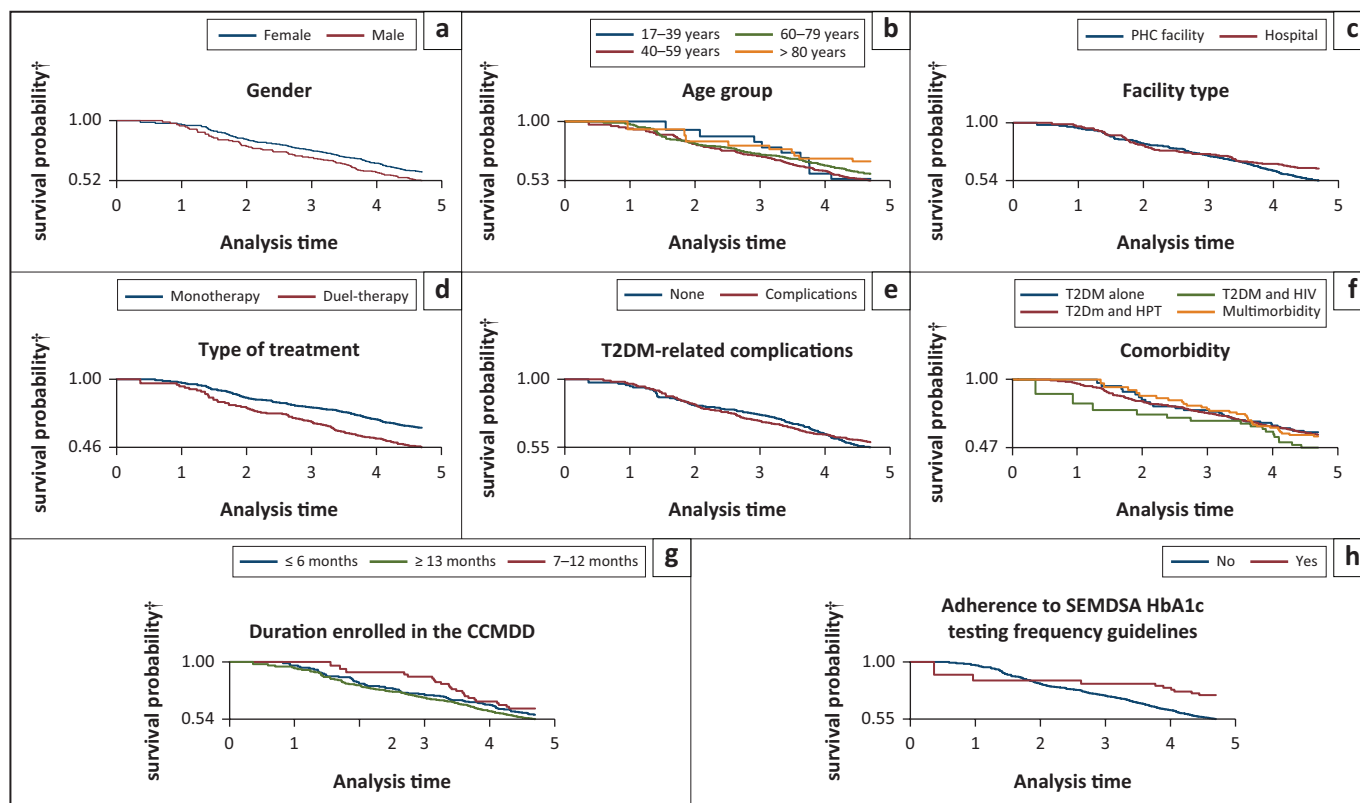 Female Male a
survival probability†
Gender
1.00
0.52
0 1 2 3 4 5
Analysis time
17–39 years 60–79 years b
40–59 years > 80 years
survival probability†
Age group
1.00
0.53
0 1 2 3 4 5
Analysis time
PHC facility Hospital c
survival probability†
Facility type
1.00
0.54
0 1 2 3 4 5
Analysis time
Monotherapy Duel-therapy d
survival probability†
Type of treatment
1.00
0.46
0 1 2 3 4 5
Analysis time
None Complications e
survival probability†
T2DM-related complications
1.00
0.55
0 1 2 3 4 5
Analysis time
T2DM alone T2DM and HIV f
T2Dm and HPT Multimorbidity
survival probability†
Comorbidity
1.00
0.47
0 1 2 3 4 5
Analysis time
≤ 6 months ≥ 13 months 7–12 months g
survival probability†
Duration enrolled in the CCMDD
1.00
0.54
0 1 2 3 4 5
Analysis time
No Yes h
survival probability†
Adherence to SEMDSA HbA1c
testing frequency guidelines
1.00
0.55
0 1 2 3 4 5
Analysis time